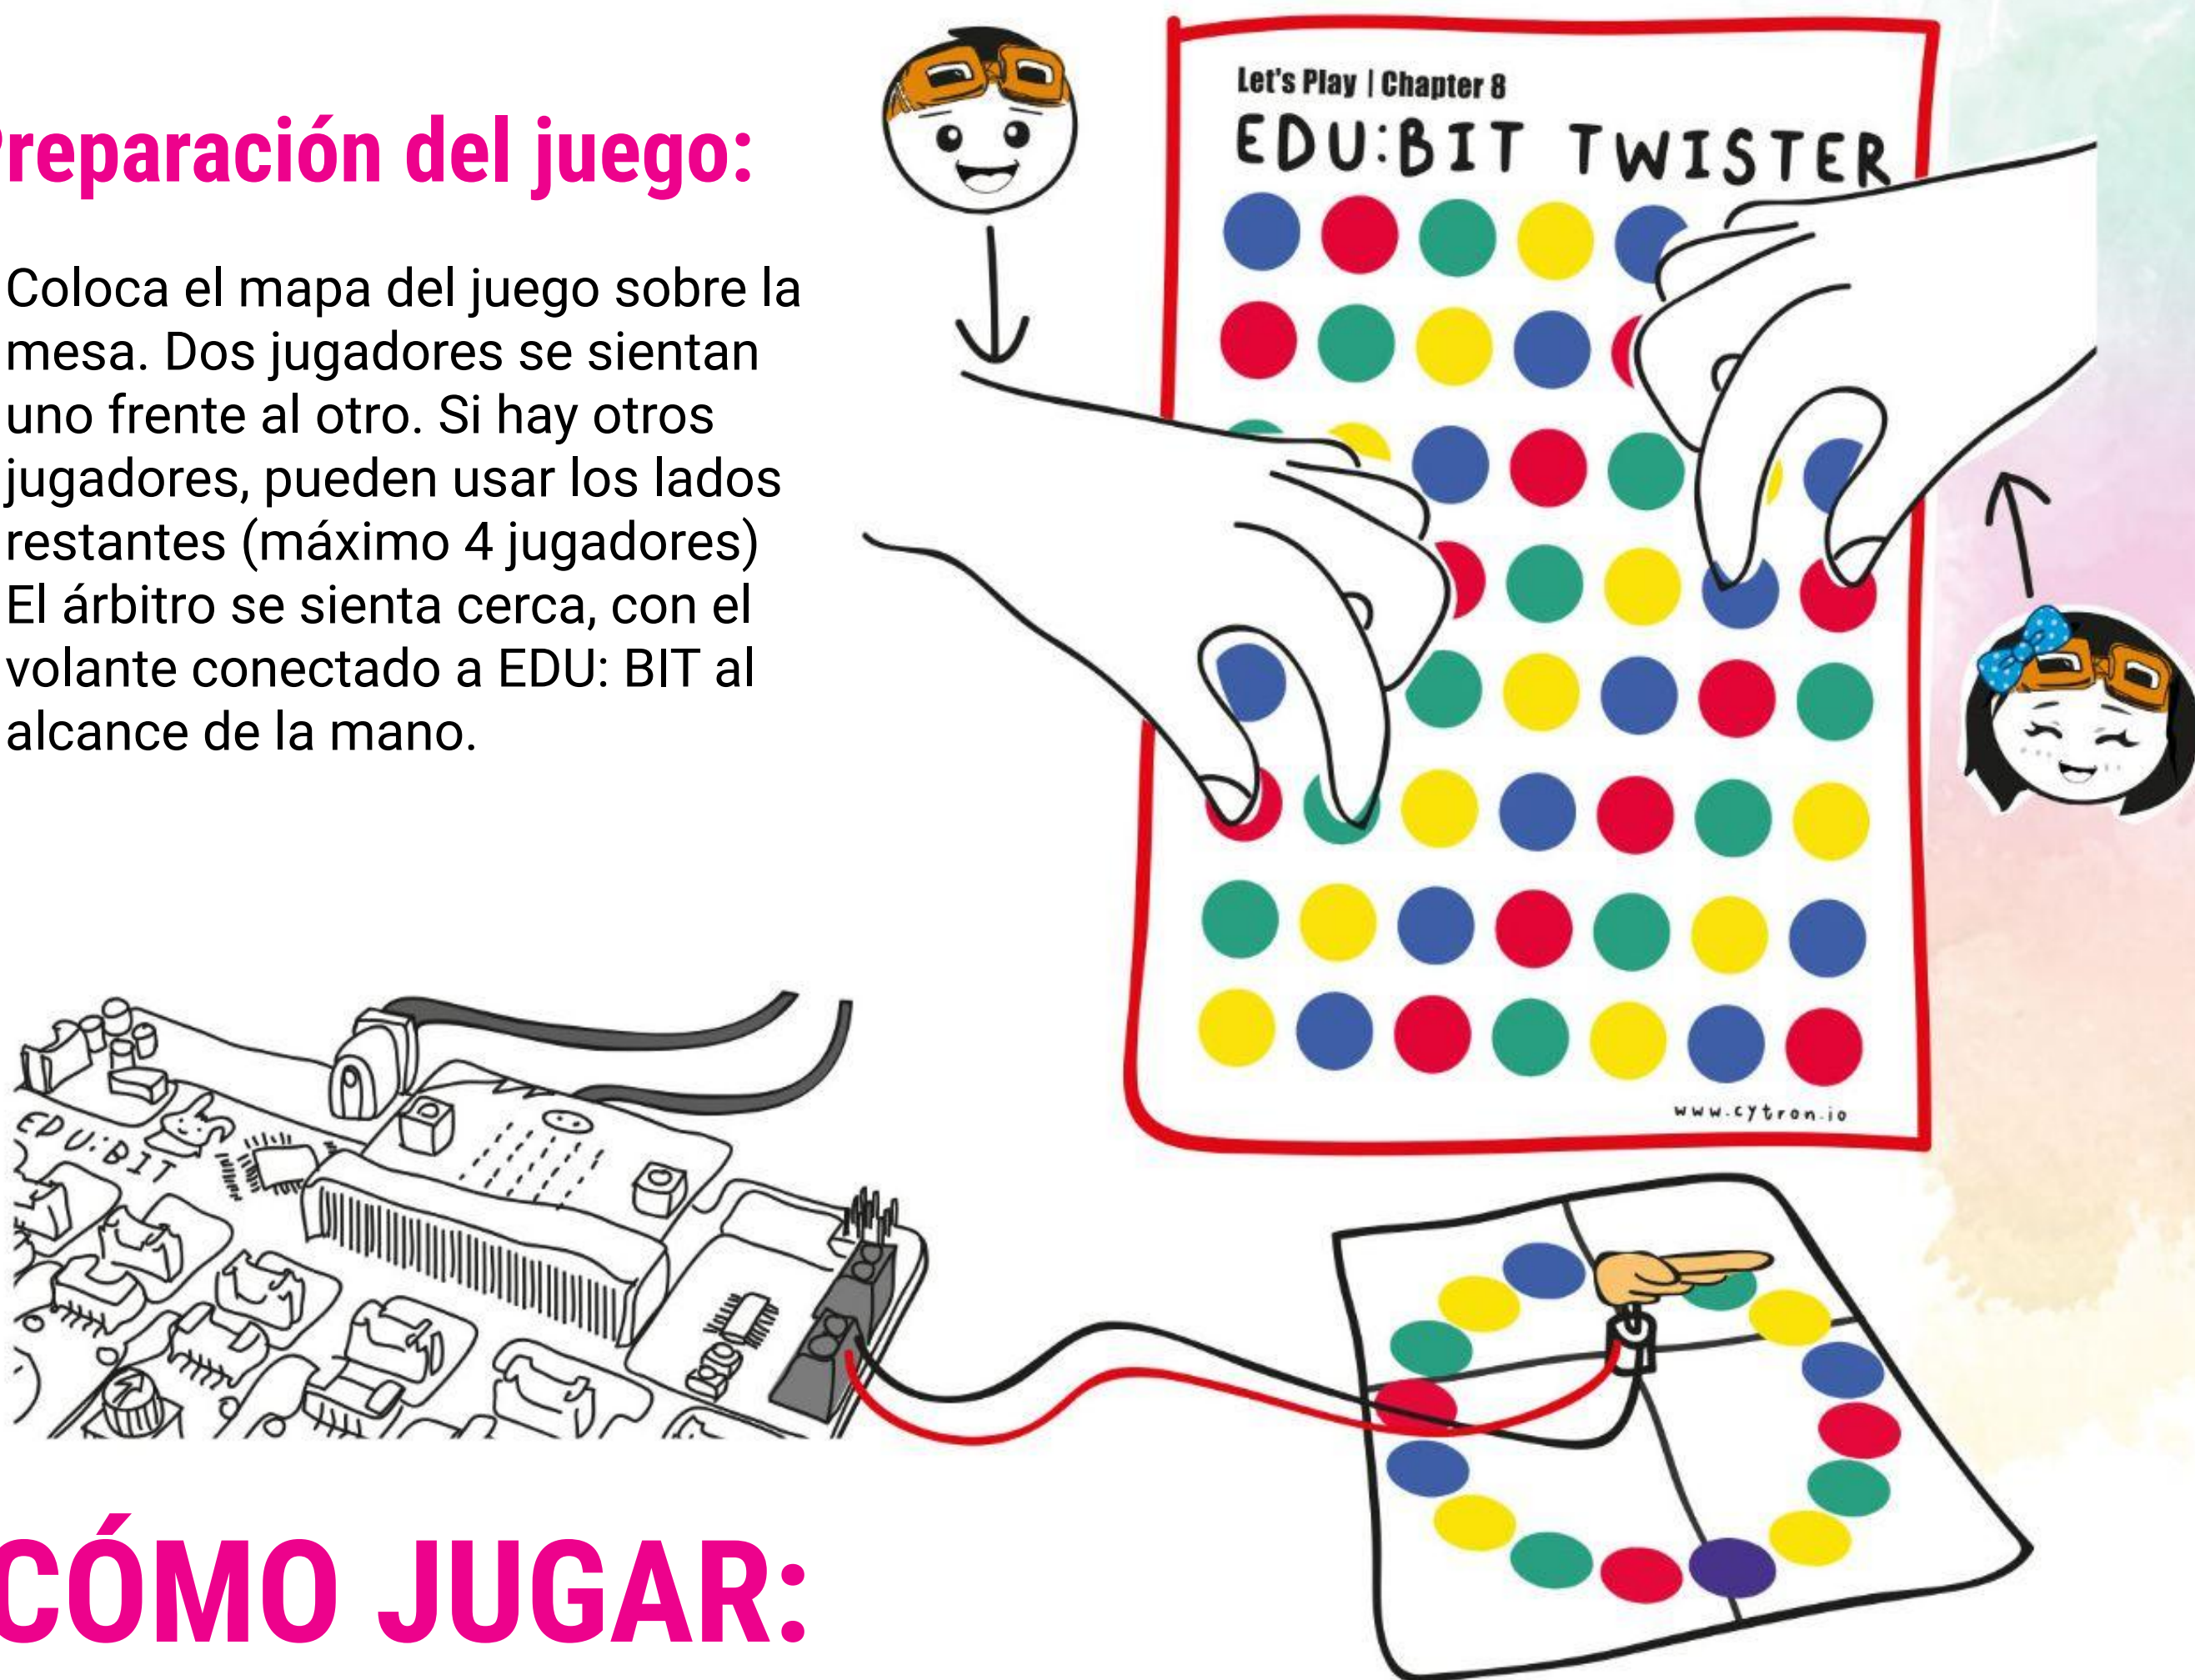 Preparación del juego:
Coloca el mapa del juego sobre la
mesa. Dos jugadores se sientan
uno frente al otro. Si hay otros
jugadores, pueden usar los lados
restantes (máximo 4 jugadores)
El árbitro se sienta cerca, con el
volante conectado a EDU: BIT al
alcance de la mano.
Let's Play | Chapter 8
EDU:BIT TWISTER
www.cytron.io
EDU:BIT
CÓMO JUGAR: